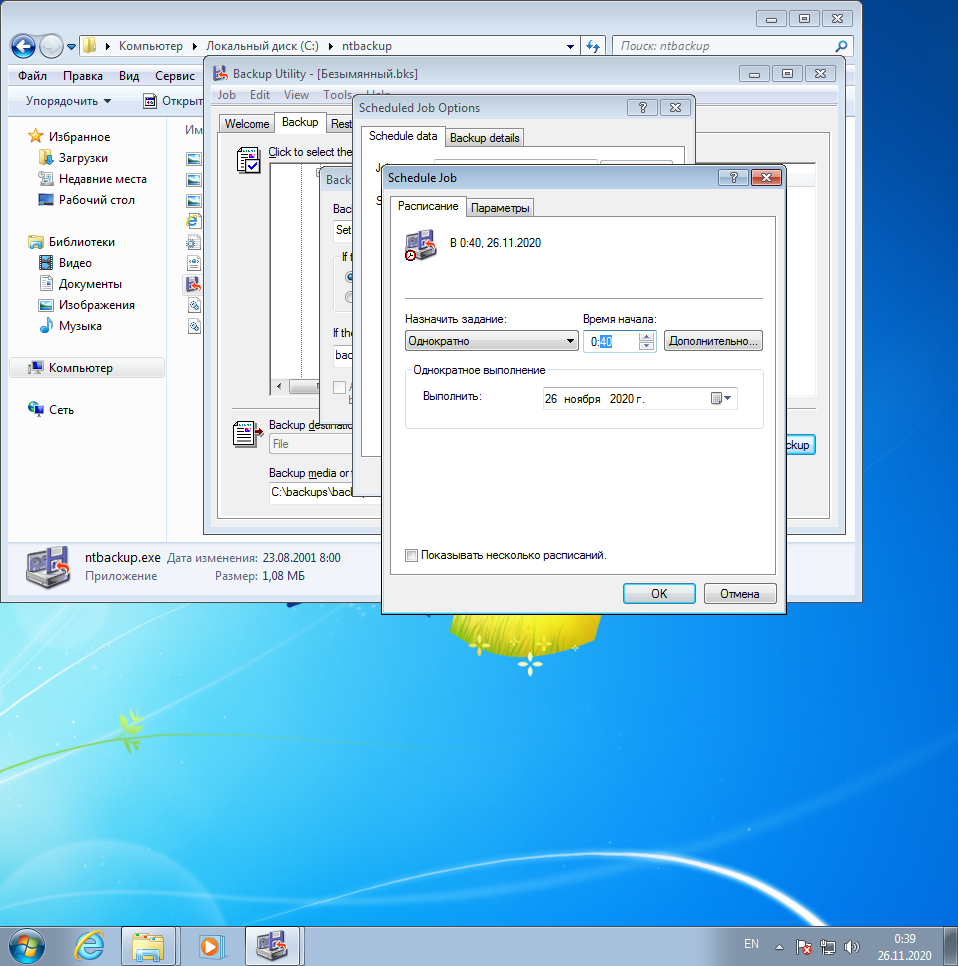 Компьютер
Локальный диск (C:)
ntbackup
Поиск: ntbackup
Файл
Правка
Вид
Сервис
Упорядочить
Открыт
Избранное
Загрузки
Недавние места
Рабочий стол
Библиотеки
Видео
Документы
Изображения
Музыка
Компьютер
Сеть
Им
Backup Utility - [Безымянный.bks]
Job
Edit
View
Tools
Help
Welcome
Backup
Rest
Click to select the
Back
Bac
Set
If t
If the
bac
Backup destination
File
Backup media or f
C:\backups\back
ckup
Scheduled Job Options
Schedule data
Backup details
Schedule Job
Расписание
Параметры
В 0:40, 26.11.2020
Назначить задание:
Время начала:
Однократно
0:40
Дополнительно...
Однократное выполнение
Выполнить:
26 ноября 2020 г.
Показывать несколько расписаний.
OK
Отмена
ntbackup.exe
Дата изменения: 23.08.2001 8:00
Приложение
Размер: 1,08 МБ
EN
0:39
26.11.2020